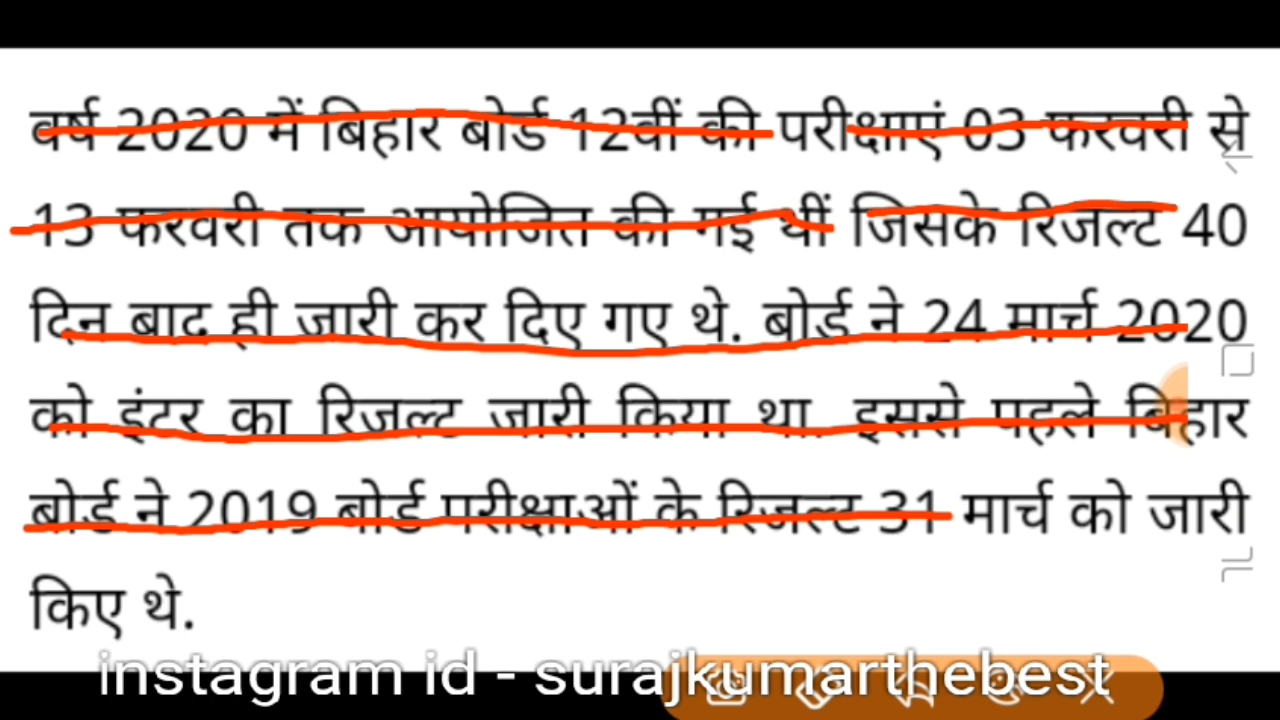 वर्ष 2020 में बिहार बोर्ड 12वीं की परीक्षाएं 03 फरवरी से
13 फरवरी तक आयोजित की गई थीं जिसके रिजल्ट 40
दिन बाद ही जारी कर दिए गए थे. बोर्ड ने 24 मार्च 2020
को इंटर का रिजल्ट जारी किया था. इससे पहले बिहार
बोर्ड ने 2019 बोर्ड परीक्षाओं के रिजल्ट 31 मार्च को जारी
किए थे.
instagram id - surajkumarthebest